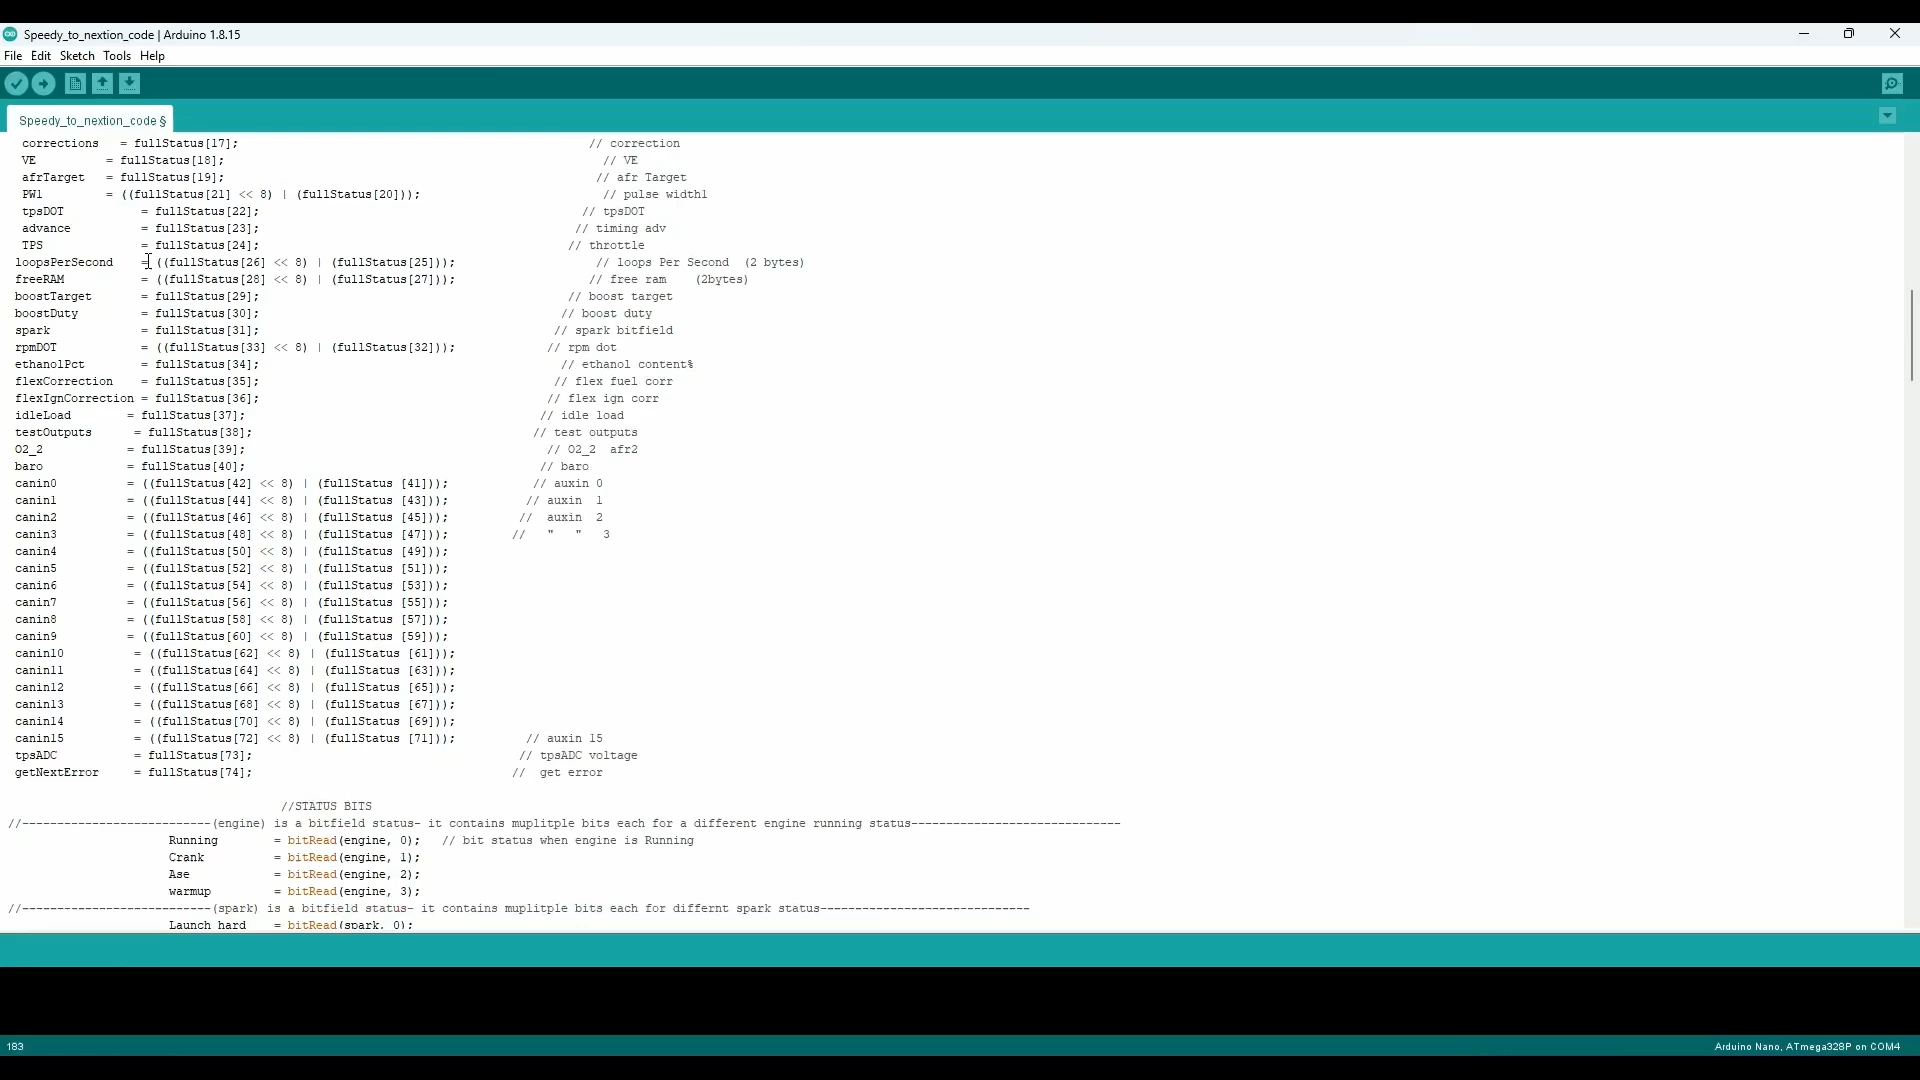 Speedy_to_nextion_code | Arduino 1.8.15
File Edit Sketch Tools Help
Speedy_to_nextion_code §
corrections = fullStatus[17]; // correction
VE = fullStatus[18]; // VE
afrTarget = fullStatus[19]; // afr Target
PW1 = ((fullStatus[21] << 8) | (fullStatus[20])); // pulse width1
tpsDOT = fullStatus[22]; // tpsDOT
advance = fullStatus[23]; // timing adv
TPS = fullStatus[24]; // throttle
loopsPerSecond = ((fullStatus[26] << 8) | (fullStatus[25])); // loops Per Second (2 bytes)
freeRAM = ((fullStatus[28] << 8) | (fullStatus[27])); // free ram (2bytes)
boostTarget = fullStatus[29]; // boost target
boostDuty = fullStatus[30]; // boost duty
spark = fullStatus[31]; // spark bitfield
rpmDOT = ((fullStatus[33] << 8) | (fullStatus[32])); // rpm dot
ethanolPct = fullStatus[34]; // ethanol content%
flexCorrection = fullStatus[35]; // flex fuel corr
flexIgnCorrection = fullStatus[36]; // flex ign corr
idleLoad = fullStatus[37]; // idle load
testOutputs = fullStatus[38]; // test outputs
O2_2 = fullStatus[39]; // O2_2 afr2
baro = fullStatus[40]; // baro
canin0 = ((fullStatus[42] << 8) | (fullStatus [41])); // auxin 0
canin1 = ((fullStatus[44] << 8) | (fullStatus [43])); // auxin 1
canin2 = ((fullStatus[46] << 8) | (fullStatus [45])); // auxin 2
canin3 = ((fullStatus[48] << 8) | (fullStatus [47])); // " " 3
canin4 = ((fullStatus[50] << 8) | (fullStatus [49]));
canin5 = ((fullStatus[52] << 8) | (fullStatus [51]));
canin6 = ((fullStatus[54] << 8) | (fullStatus [53]));
canin7 = ((fullStatus[56] << 8) | (fullStatus [55]));
canin8 = ((fullStatus[58] << 8) | (fullStatus [57]));
canin9 = ((fullStatus[60] << 8) | (fullStatus [59]));
canin10 = ((fullStatus[62] << 8) | (fullStatus [61]));
canin11 = ((fullStatus[64] << 8) | (fullStatus [63]));
canin12 = ((fullStatus[66] << 8) | (fullStatus [65]));
canin13 = ((fullStatus[68] << 8) | (fullStatus [67]));
canin14 = ((fullStatus[70] << 8) | (fullStatus [69]));
canin15 = ((fullStatus[72] << 8) | (fullStatus [71])); // auxin 15
tpsADC = fullStatus[73]; // tpsADC voltage
getNextError = fullStatus[74]; // get error
//STATUS BITS
//---------------------------(engine) is a bitfield status- it contains muplitple bits each for a different engine running status------------------------------
Running = bitRead(engine, 0); // bit status when engine is Running
Crank = bitRead(engine, 1);
Ase = bitRead(engine, 2);
warmup = bitRead(engine, 3);
//---------------------------(spark) is a bitfield status- it contains muplitple bits each for differnt spark status------------------------------
Launch_hard = bitRead(spark, 0);
183
Arduino Nano, ATmega328P on COM4